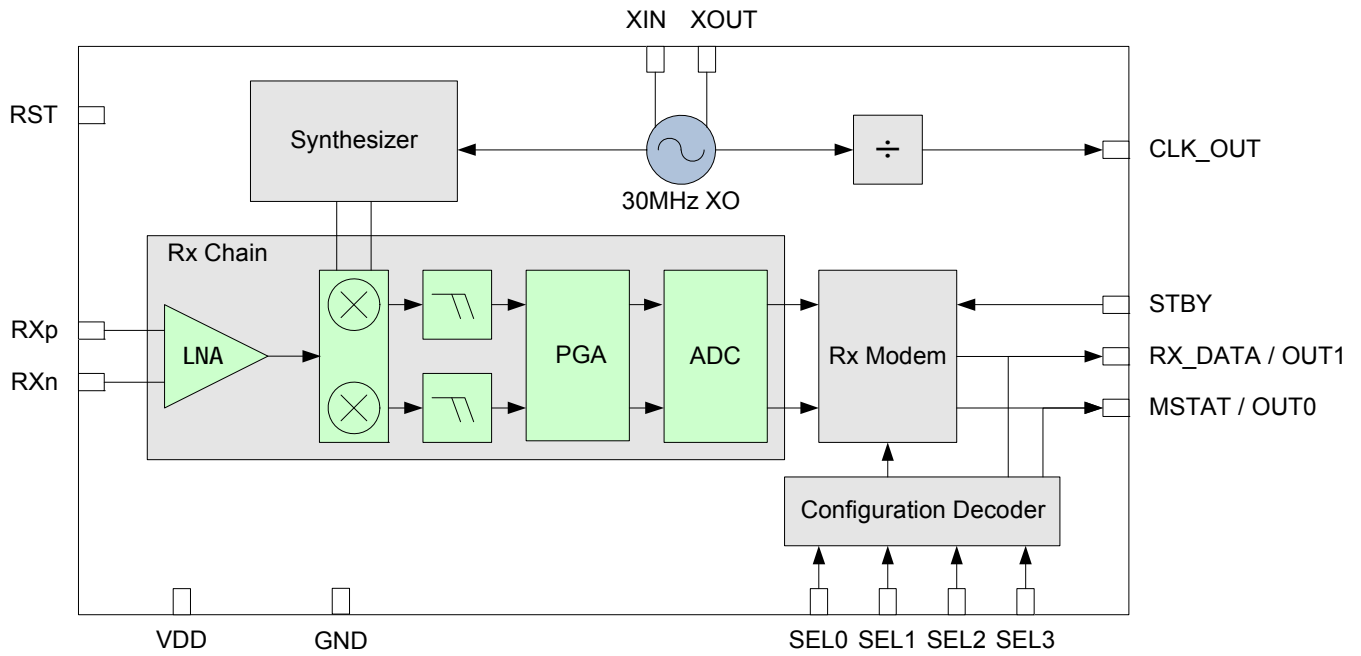 XIN XOUT
RST
Synthesizer
÷
CLK_OUT
30MHz XO
Rx Chain
RXp
RXn
LNA
PGA
ADC
Rx Modem
STBY
RX_DATA / OUT1
MSTAT / OUT0
Configuration Decoder
VDD
GND
SEL0 SEL1 SEL2 SEL3